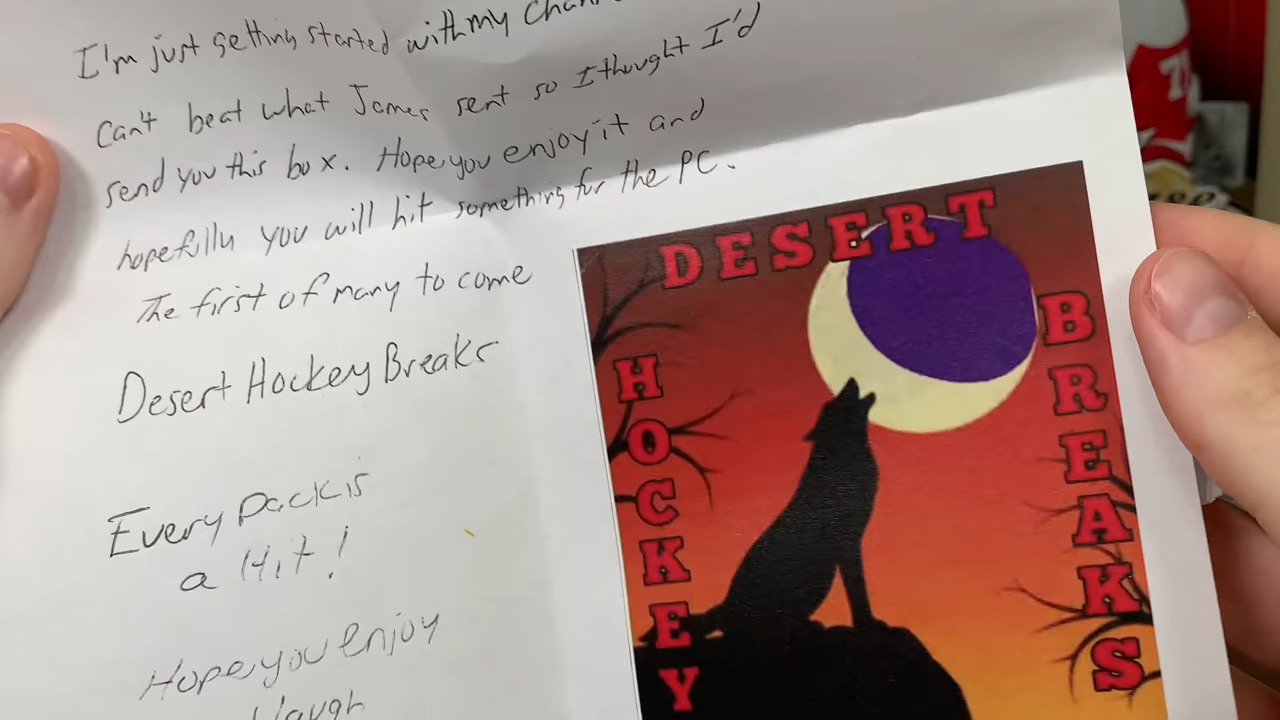 I'm just getting started with my
Can't beat what James sent so I thought I'd
send you this box. Hope you enjoy it and
hopefully you will hit something for the PC.
The first of many to come
Desert Hockey Breaks
Every pack is
a Hit!
Hope you enjoy
laugh
DESERT
HOCKEY
BREAKS